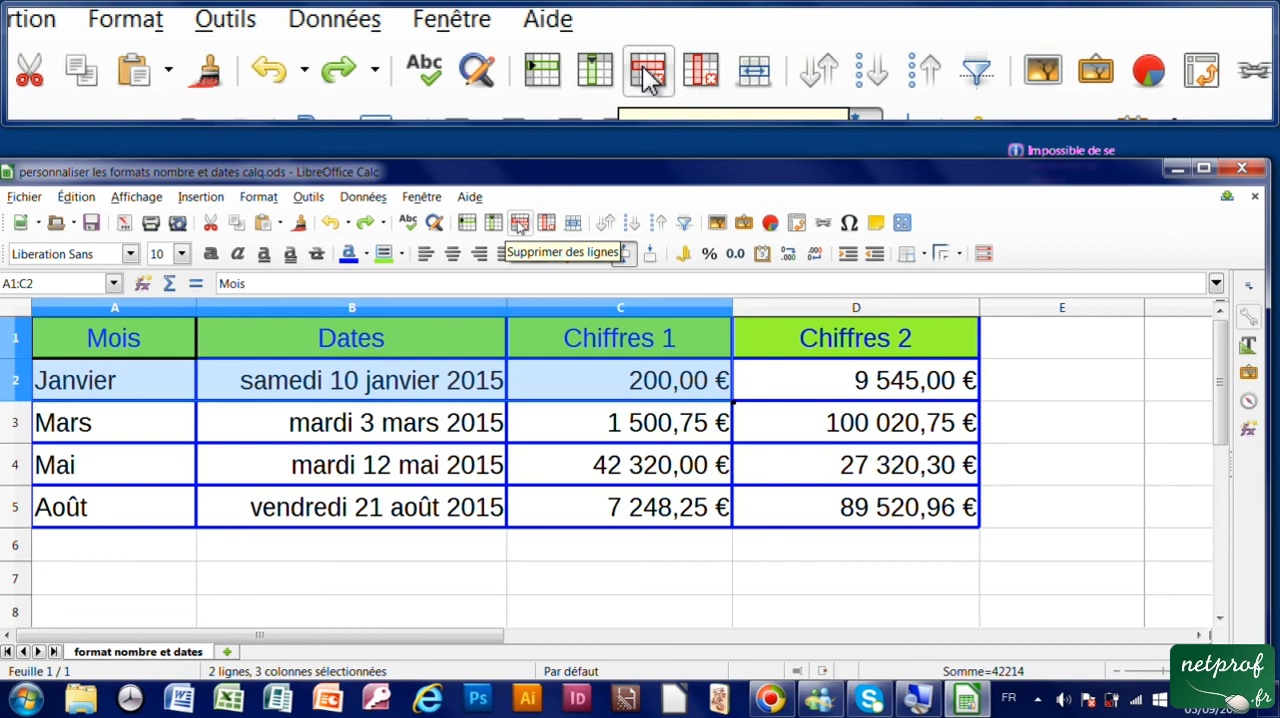 rtion Format Outils Données Fenêtre Aide
Abc
Impossible de se
personnaliser les formats nombre et dates calq.ods - LibreOffice Calc
Fichier Édition Affichage Insertion Format Outils Données Fenêtre Aide
Abc
Liberation Sans 10 a a a a a a Supprimer des lignes % 0.0
A1:C2 Mois
A B C D E
1 Mois Dates Chiffres 1 Chiffres 2
2 Janvier samedi 10 janvier 2015 200,00 € 9 545,00 €
3 Mars mardi 3 mars 2015 1 500,75 € 100 020,75 €
4 Mai mardi 12 mai 2015 42 320,00 € 27 320,30 €
5 Août vendredi 21 août 2015 7 248,25 € 89 520,96 €
6
7
8
format nombre et dates
Feuille 1 / 1 2 lignes, 3 colonnes sélectionnées Par défaut Somme=42214
netprof
.fr
Ps Ai Id FR